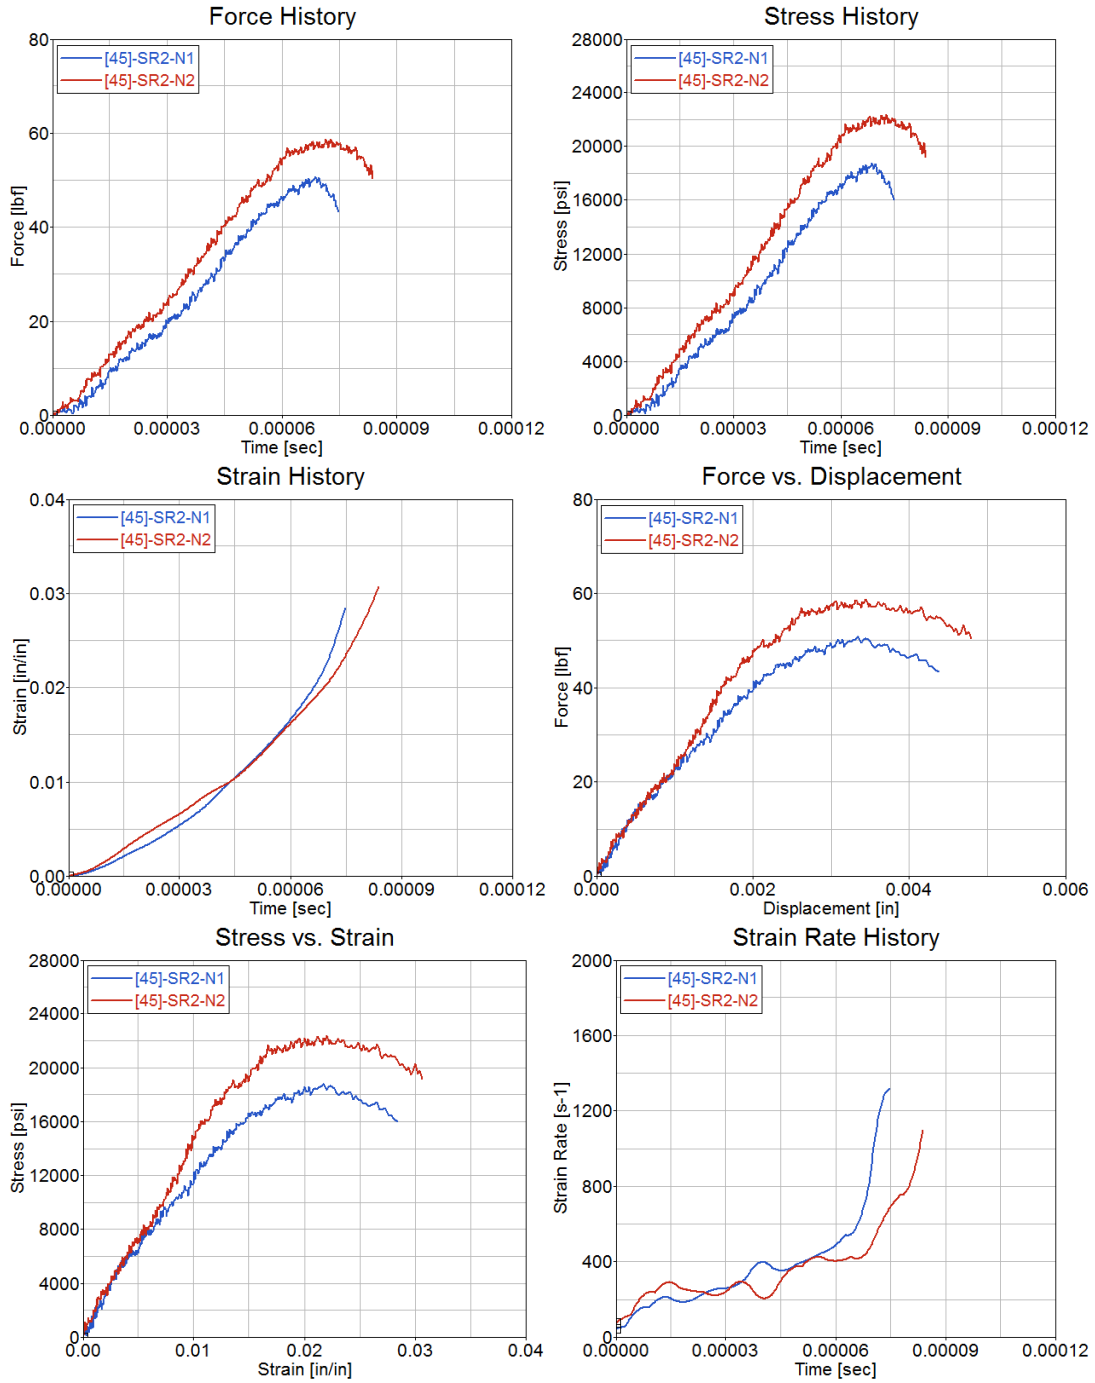 Force History
80
60
40
20
0
Force [lbf]
[45]-SR2-N1
[45]-SR2-N2
0.00000 0.00003 0.00006 0.00009 0.00012
Time [sec]
Stress History
28000
24000
20000
16000
12000
8000
4000
0
Stress [psi]
[45]-SR2-N1
[45]-SR2-N2
0.00000 0.00003 0.00006 0.00009 0.00012
Time [sec]
Strain History
0.04
0.03
0.02
0.01
0.00
Strain [in/in]
[45]-SR2-N1
[45]-SR2-N2
0.00000 0.00003 0.00006 0.00009 0.00012
Time [sec]
Force vs. Displacement
80
60
40
20
0
Force [lbf]
[45]-SR2-N1
[45]-SR2-N2
0.000 0.002 0.004 0.006
Displacement [in]
Stress vs. Strain
28000
24000
20000
16000
12000
8000
4000
0
Stress [psi]
[45]-SR2-N1
[45]-SR2-N2
0.00 0.01 0.02 0.03 0.04
Strain [in/in]
Strain Rate History
2000
1600
1200
800
400
0
Strain Rate [s-1]
[45]-SR2-N1
[45]-SR2-N2
0.00000 0.00003 0.00006 0.00009 0.00012
Time [sec]